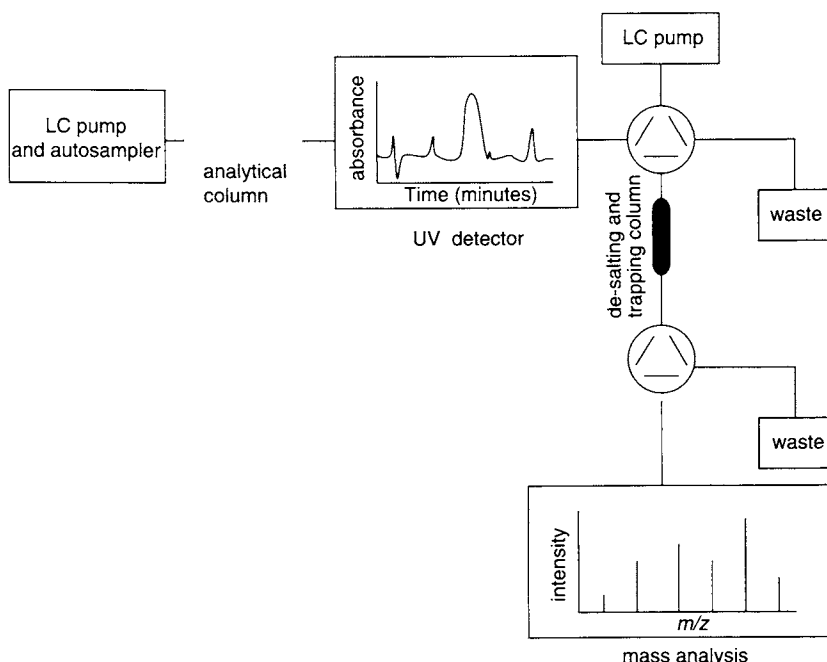 LC pump
LC pump
and autosampler
analytical
column
absorbance
Time (minutes)
UV detector
waste
de-salting and
trapping column
waste
intensity
m/z
mass analysis